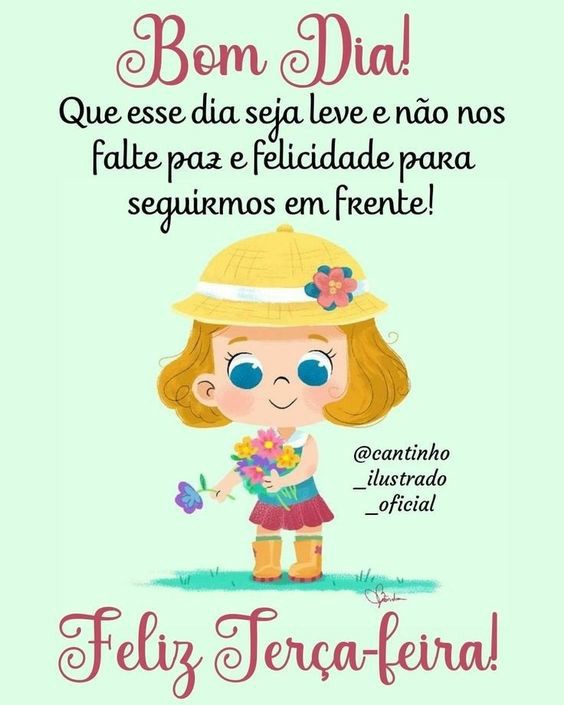 Bom Dia!
Que esse dia seja leve e não nos
falte paz e felicidade para
seguirmos em frente!
@cantinho
_ilustrado
_oficial
Feliz Terça-feira!